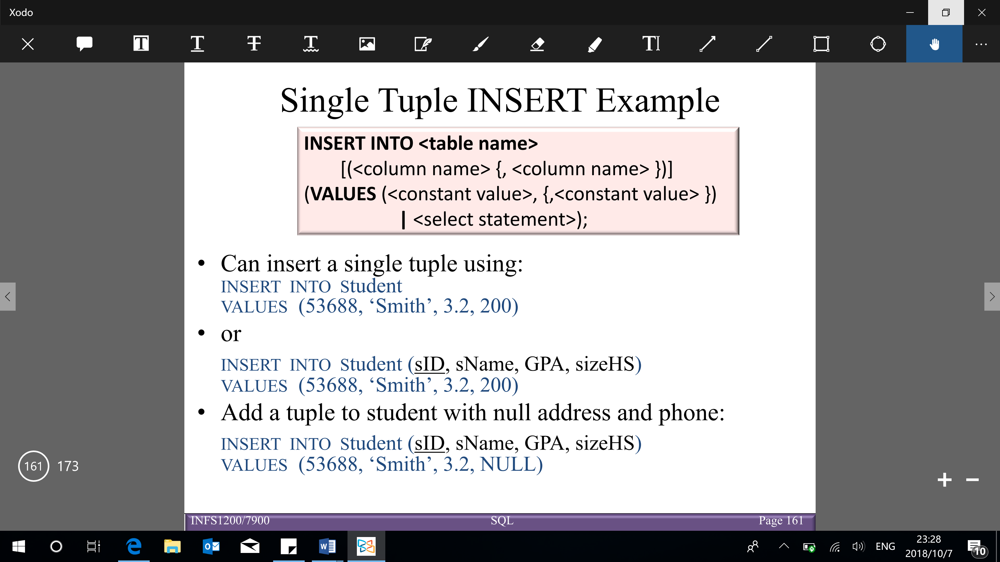 Xodo
Single Tuple INSERT Example
INSERT INTO <table name>
[(<column name> {, <column name> })]
(VALUES (<constant value>, {,<constant value> })
| <select statement>);
• Can insert a single tuple using:
INSERT INTO Student
VALUES (53688, ‘Smith’, 3.2, 200)
• or
INSERT INTO Student (sID, sName, GPA, sizeHS)
VALUES (53688, ‘Smith’, 3.2, 200)
• Add a tuple to student with null address and phone:
INSERT INTO Student (sID, sName, GPA, sizeHS)
VALUES (53688, ‘Smith’, 3.2, NULL)
161 173
INFS1200/7900 SQL Page 161
ENG
23:28
2018/10/7
10